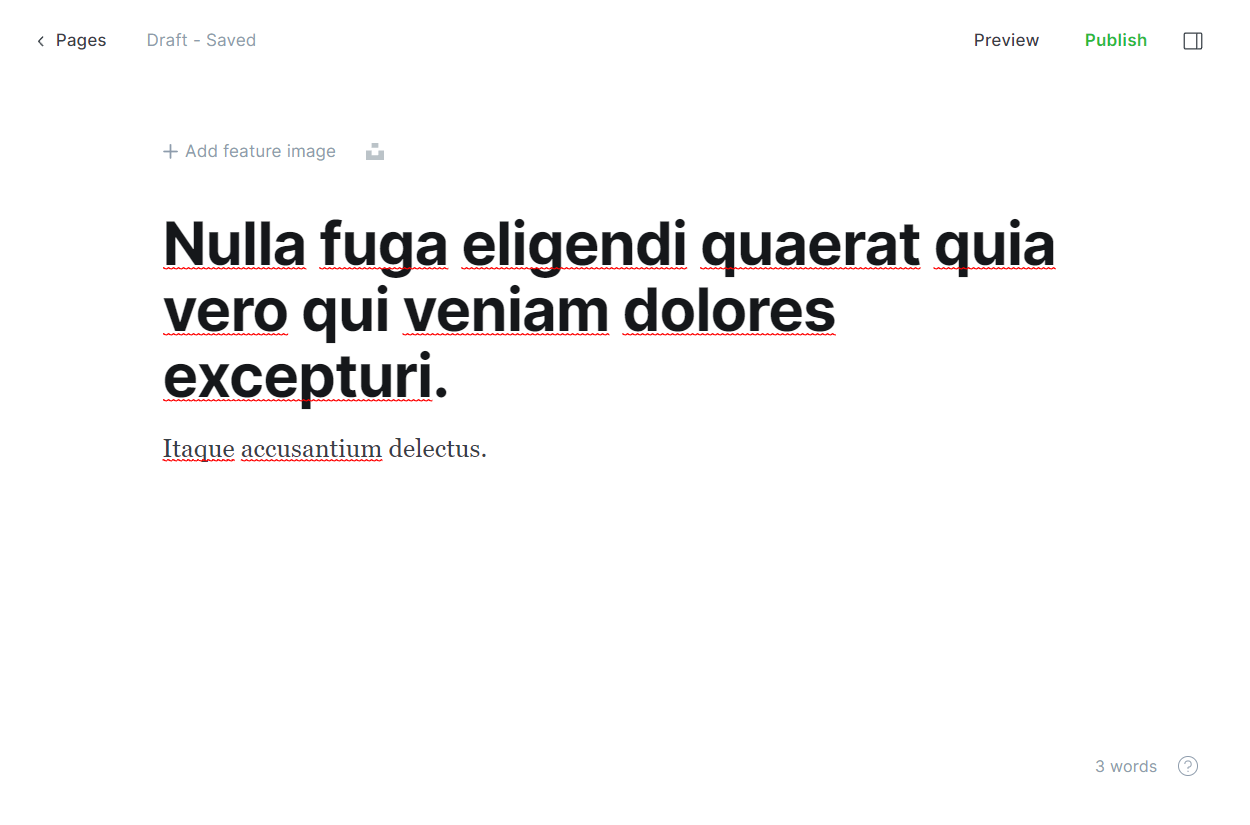 Pages
Draft - Saved
Preview
Publish
Add feature image
Nulla fuga eligendi quaerat quia
vero qui veniam dolores
excepturi.
Itaque accusantium delectus.
3 words
?